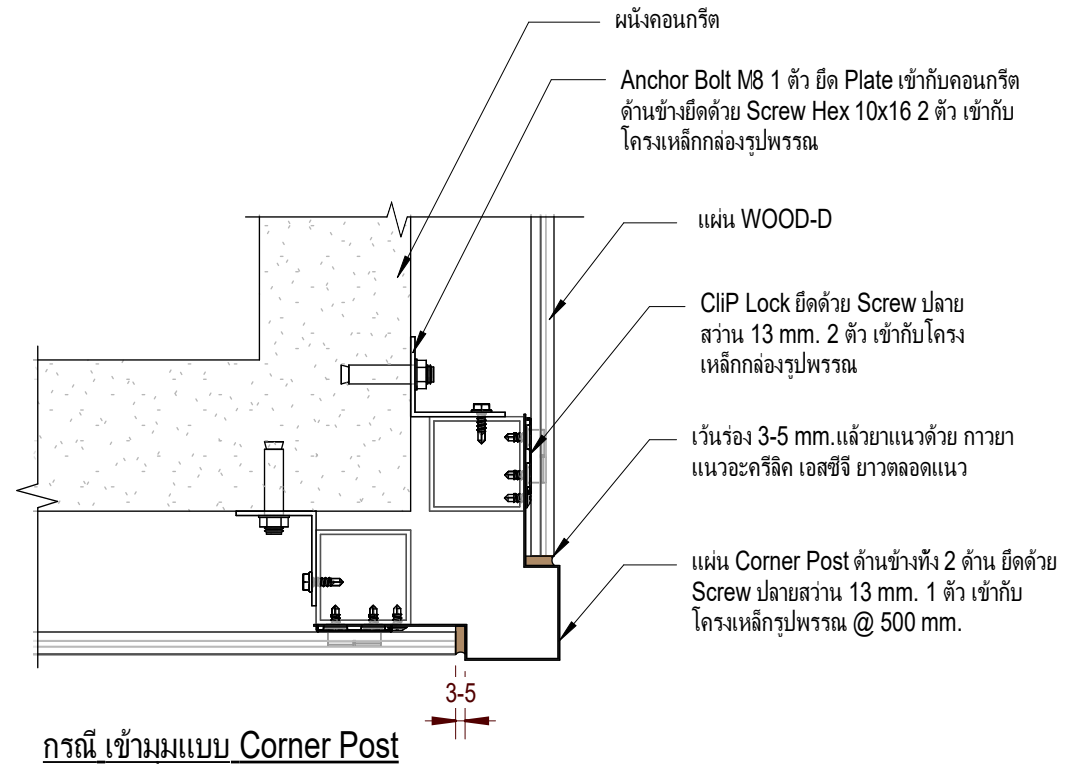 ผนังคอนกรีต
Anchor Bolt M8 1 ตัว ยึด Plate เข้ากับคอนกรีต
ด้านข้างยึดด้วย Screw Hex 10x16 2 ตัว เข้ากับ
โครงเหล็กกล่องรูปพรรณ
แผ่น WOOD-D
CliP Lock ยึดด้วย Screw ปลาย
สว่าน 13 mm. 2 ตัว เข้ากับโครง
เหล็กกล่องรูปพรรณ
เว้นร่อง 3-5 mm.แล้วยาแนวด้วย กาวยา
แนวอะครีลิค เอสซีจี ยาวตลอดแนว
แผ่น Corner Post ด้านข้างทั้ง 2 ด้าน ยึดด้วย
Screw ปลายสว่าน 13 mm. 1 ตัว เข้ากับ
โครงเหล็กรูปพรรณ @ 500 mm.
3-5
กรณี เข้ามุมแบบ Corner Post